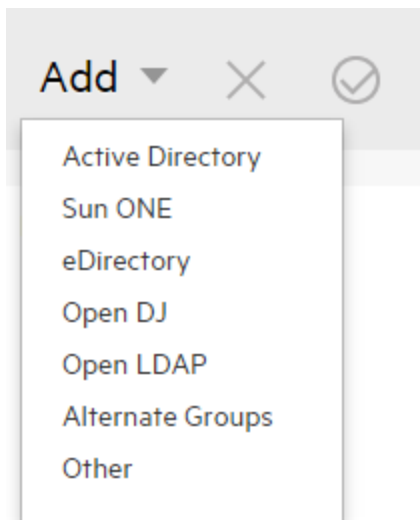 Add
Active Directory
Sun ONE
eDirectory
Open DJ
Open LDAP
Alternate Groups
Other